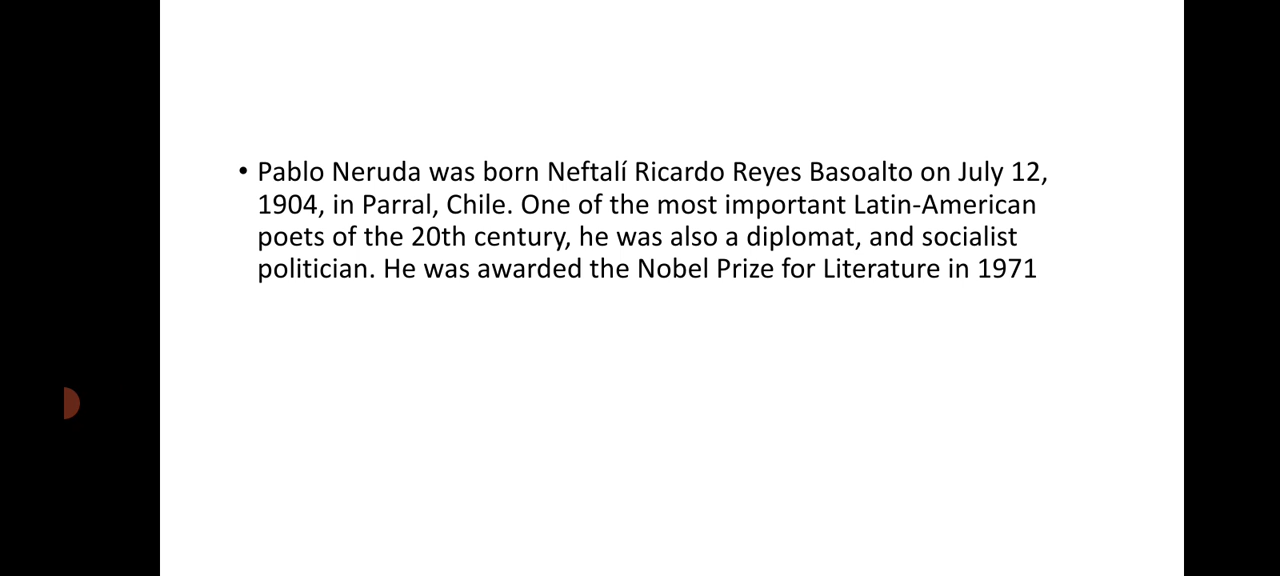 • Pablo Neruda was born Neftalí Ricardo Reyes Basoalto on July 12,
1904, in Parral, Chile. One of the most important Latin-American
poets of the 20th century, he was also a diplomat, and socialist
politician. He was awarded the Nobel Prize for Literature in 1971